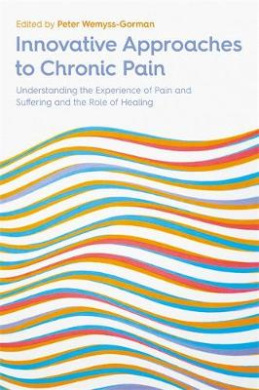 Edited by Peter Wemyss-Gorman
Innovative Approaches
to Chronic Pain
Understanding the Experience of Pain and
Suffering and the Role of Healing